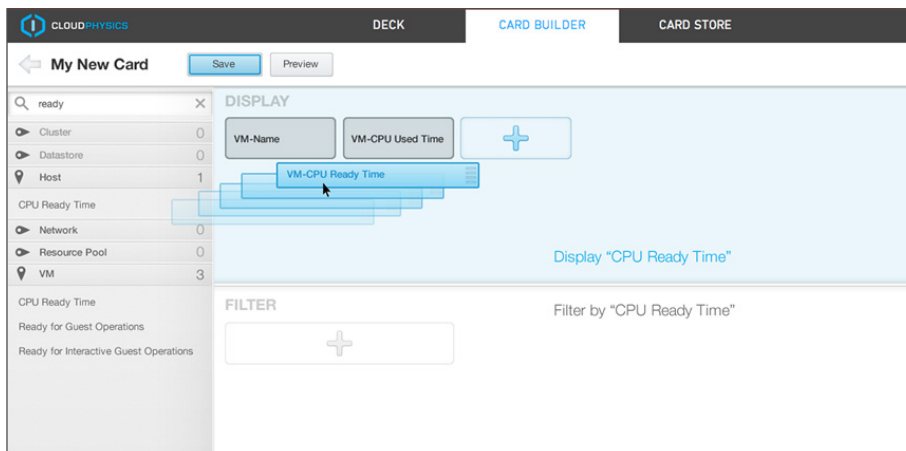 CLOUDPHYSICS
DECK
CARD BUILDER
CARD STORE
My New Card
Save
Preview
ready
Cluster 0
Datastore 0
Host 1
CPU Ready Time
Network 0
Resource Pool 0
VM 3
CPU Ready Time
Ready for Guest Operations
Ready for Interactive Guest Operations
DISPLAY
VM-Name
VM-CPU Used Time
VM-CPU Ready Time
Display “CPU Ready Time”
FILTER
Filter by “CPU Ready Time”